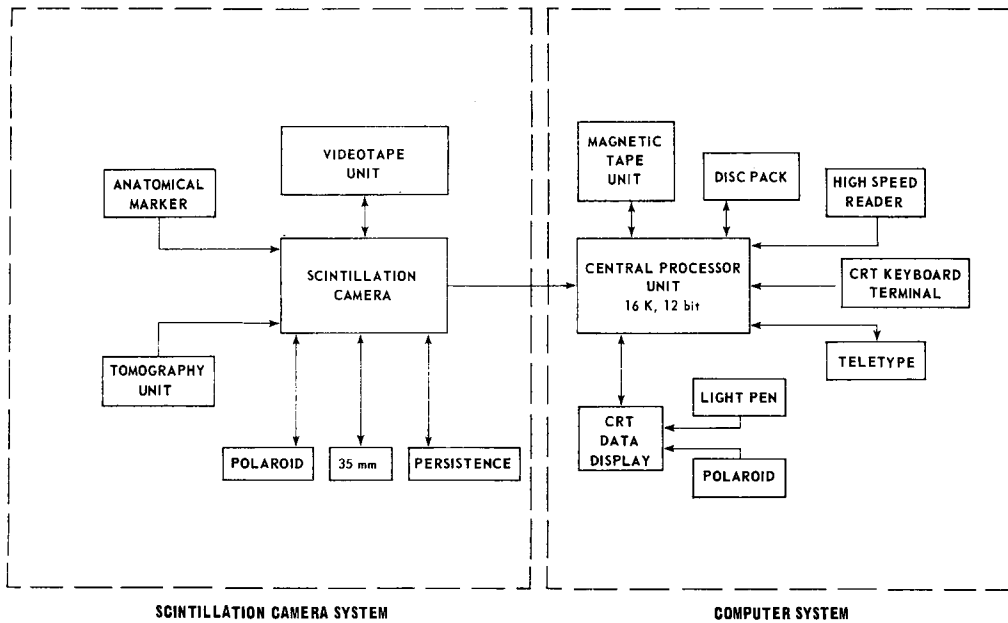 VIDEOTAPE
UNIT
ANATOMICAL
MARKER
SCINTILLATION
CAMERA
TOMOGRAPHY
UNIT
POLAROID
35 mm
PERSISTENCE
SCINTILLATION CAMERA SYSTEM
MAGNETIC
TAPE
UNIT
DISC PACK
HIGH SPEED
READER
CENTRAL PROCESSOR
UNIT
16 K, 12 bit
CRT KEYBOARD
TERMINAL
TELETYPE
LIGHT PEN
CRT
DATA
DISPLAY
POLAROID
COMPUTER SYSTEM